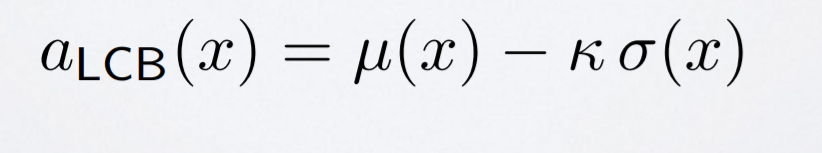 a_LCB(x) = μ(x) − κ σ(x)